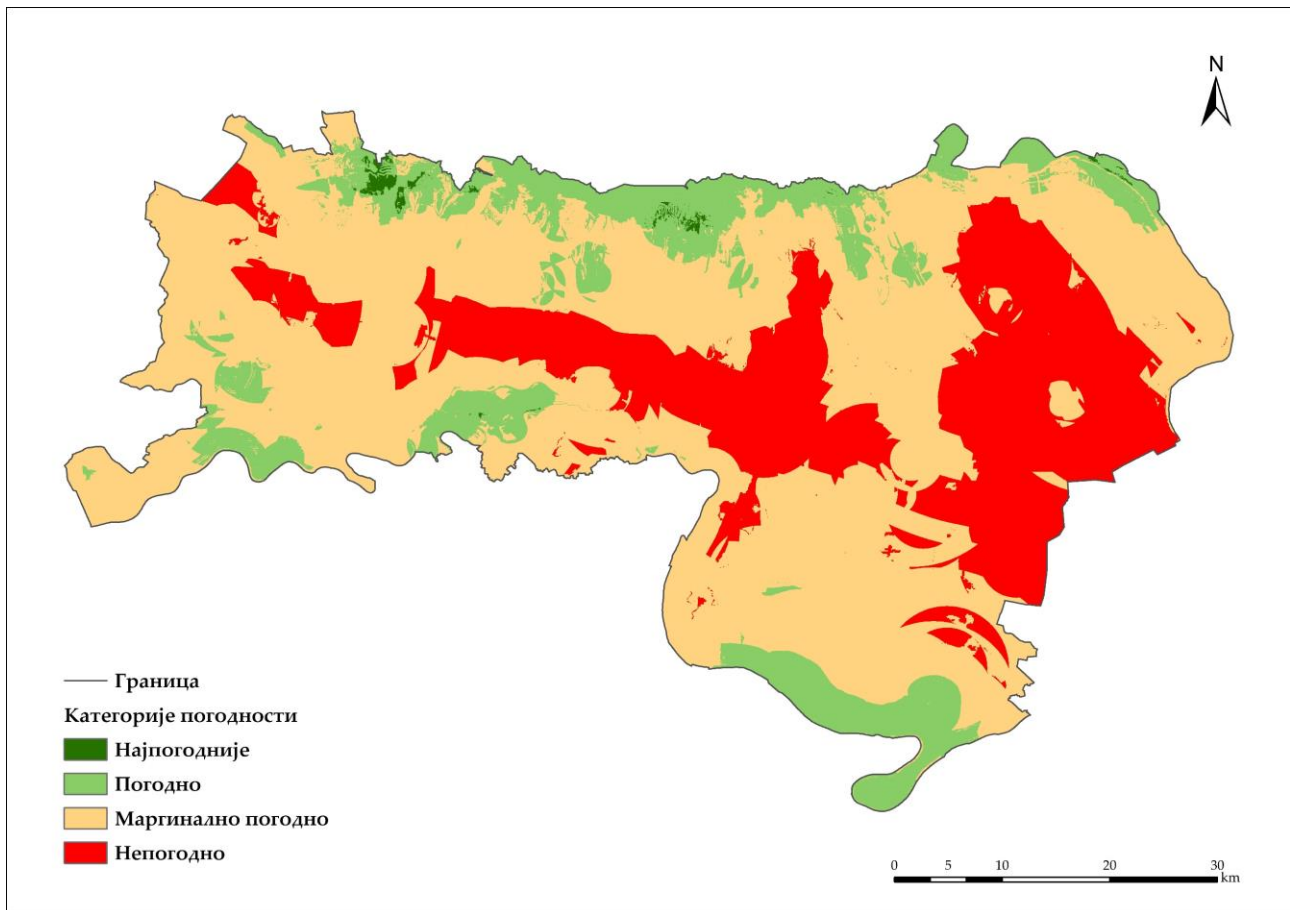 N
Граница
Категорије погодности
Најпогодније
Погодно
Маргинално погодно
Непогодно
0 5 10 20 30
km